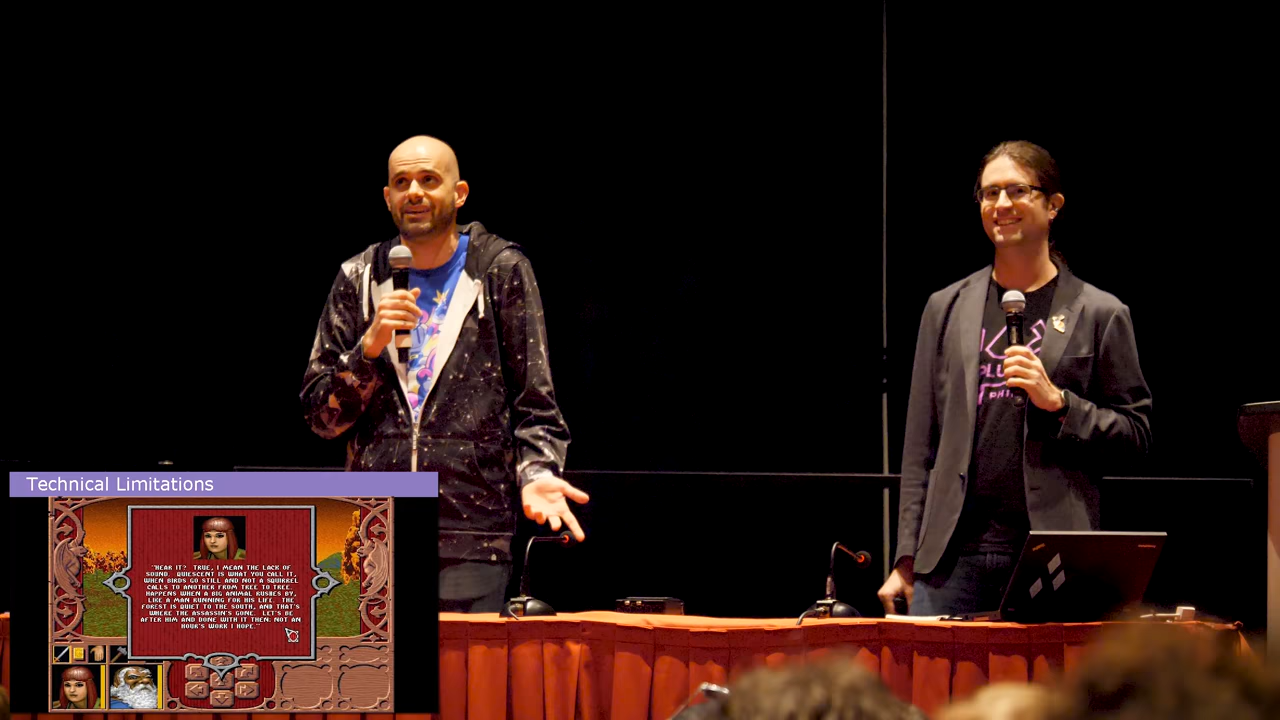 PLU
PHI
Technical Limitations
"HEAR IT? TRUE, I MEAN THE LACK OF
SOUND. QUIESCENT IS WHAT YOU CALL IT,
WHEN BIRDS GO STILL AND NOT A SQUIRREL
CALLS TO ANOTHER FROM TREE TO TREE.
HAPPENS WHEN A BIG ANIMAL RUSHES BY,
LIKE A MAN RUNNING FOR HIS LIFE. THE
FOREST IS QUIET TO THE SOUTH, AND THAT'S
WHERE THE ASSASSIN'S GONE. LET'S BE
AFTER HIM AND DONE WITH IT THEN. NOT AN
HOUR'S WORK I HOPE."